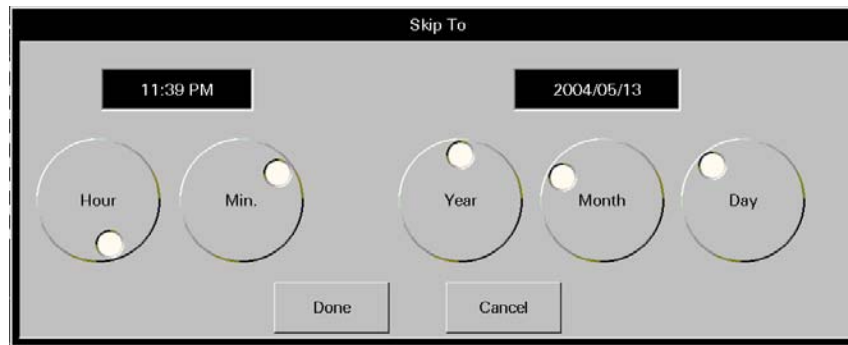 Skip To
11:39 PM
2004/05/13
Hour
Min.
Year
Month
Day
Done
Cancel